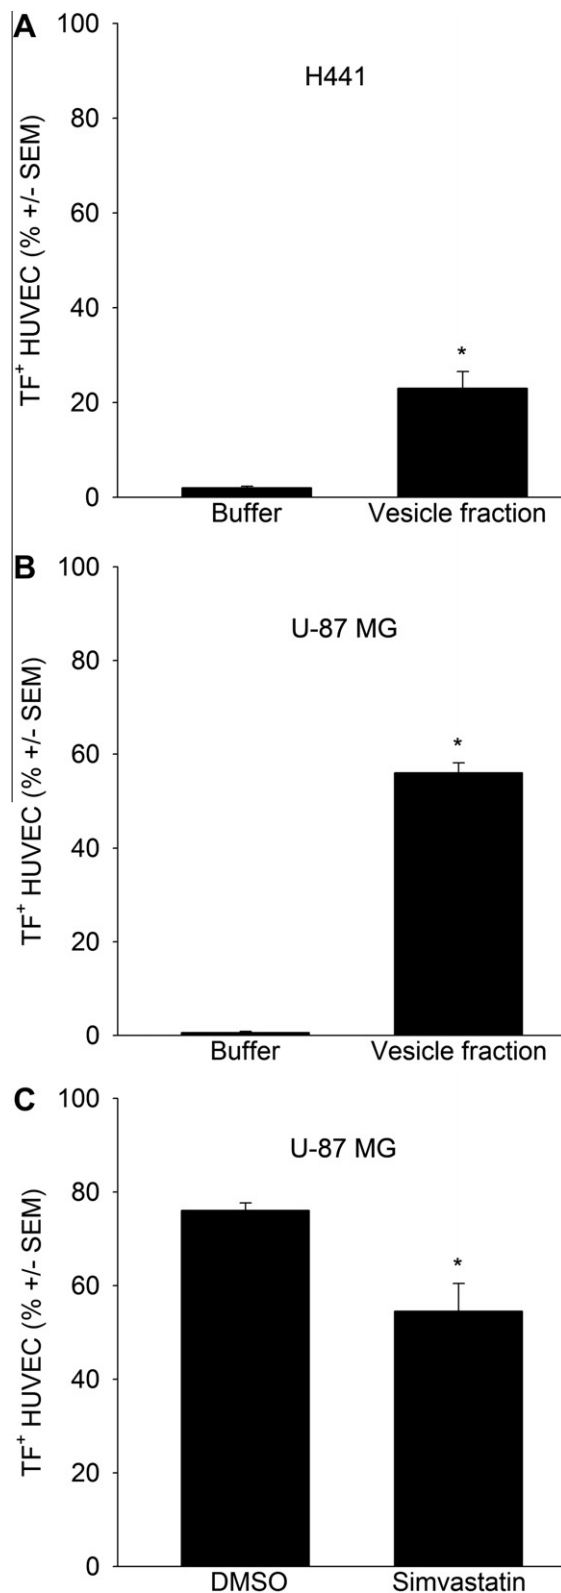 A
H441
TF+ HUVEC (% +/- SEM)
100
80
60
40
20
0
*
Buffer Vesicle fraction
B
U-87 MG
TF+ HUVEC (% +/- SEM)
100
80
60
40
20
0
*
Buffer Vesicle fraction
C
U-87 MG
TF+ HUVEC (% +/- SEM)
100
80
60
40
20
0
*
DMSO Simvastatin